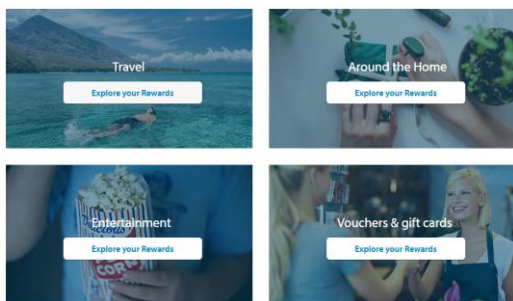 Travel
Explore your Rewards
Around the Home
Explore your Rewards
Entertainment
Explore your Rewards
Vouchers & gift cards
Explore your Rewards
CORN